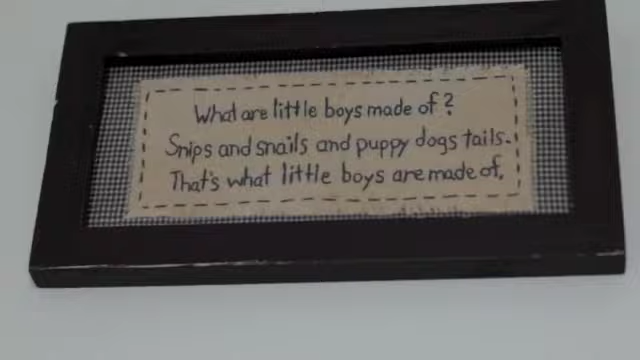 What are little boys made of?
Snips and snails and puppy dogs tails.
That's what little boys are made of.